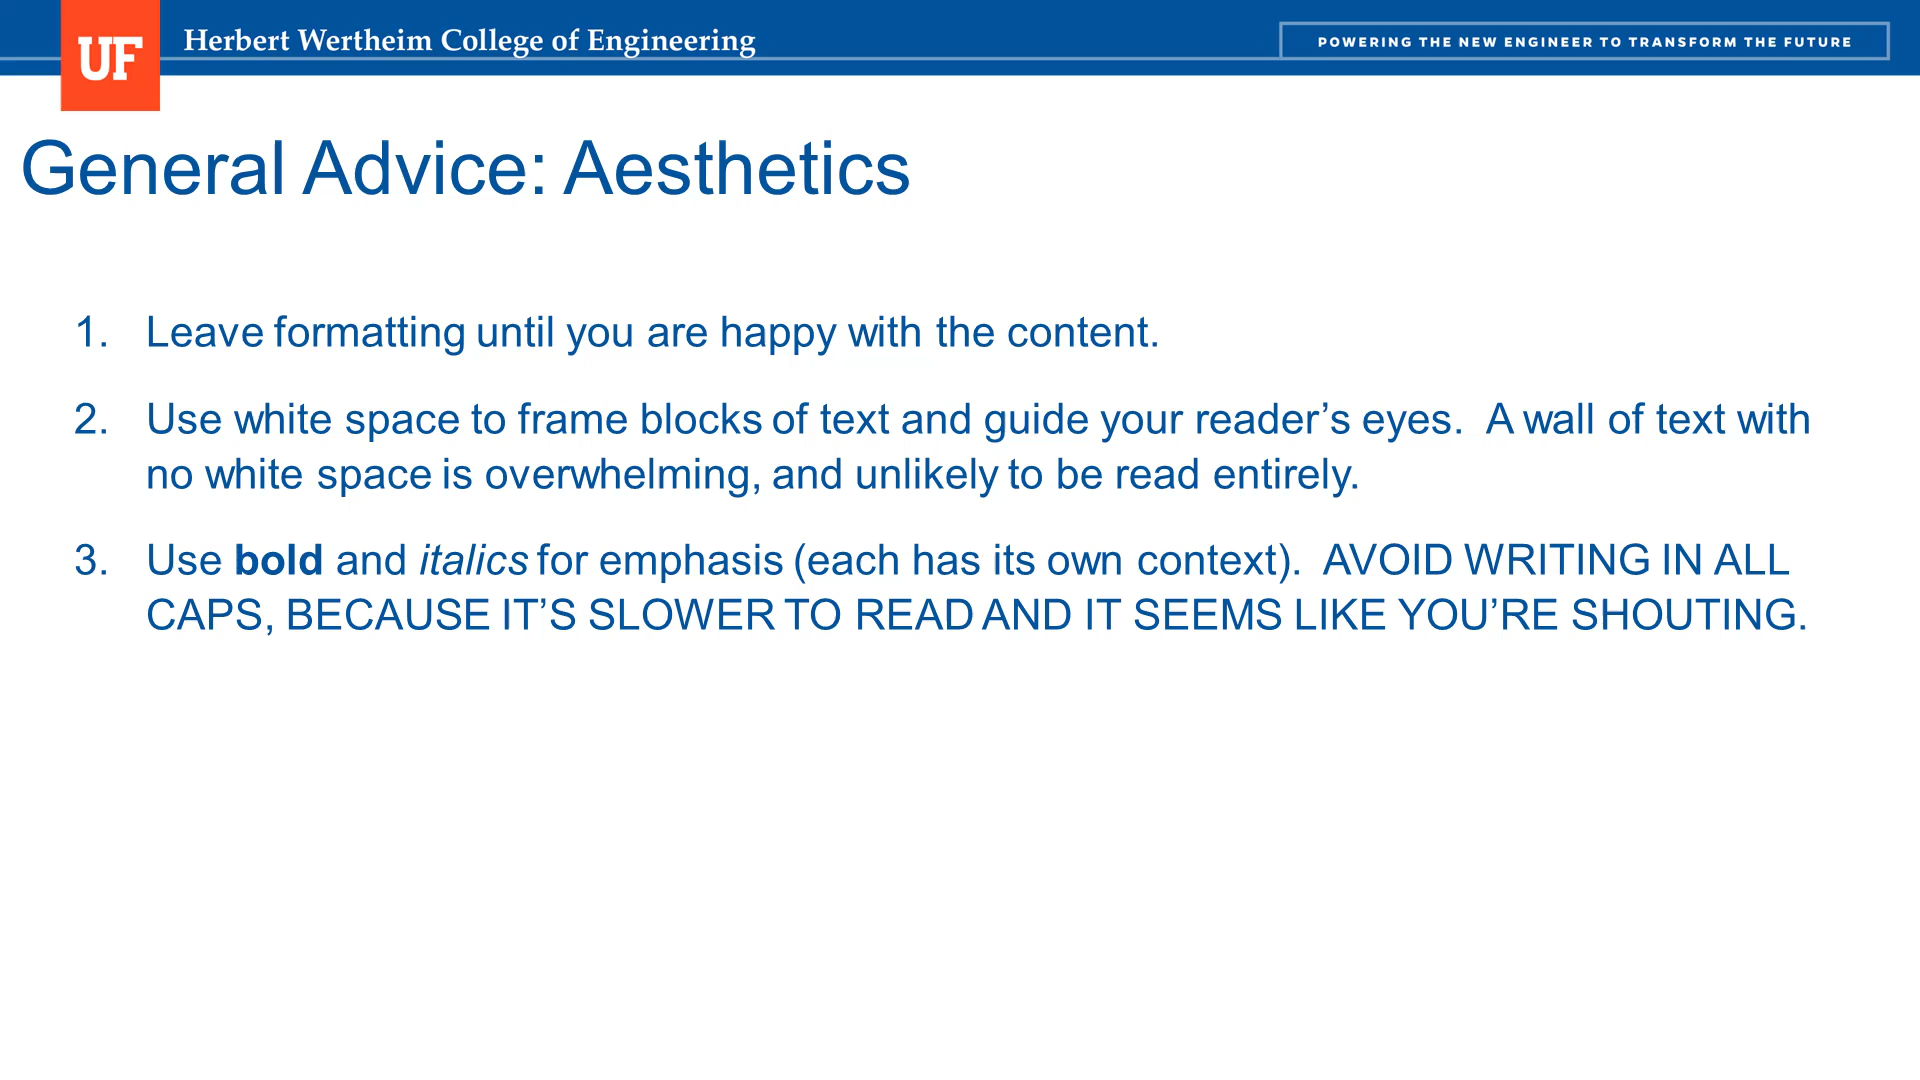 UF
Herbert Wertheim College of Engineering
POWERING THE NEW ENGINEER TO TRANSFORM THE FUTURE
General Advice: Aesthetics
1. Leave formatting until you are happy with the content.
2. Use white space to frame blocks of text and guide your reader’s eyes.  A wall of text with
no white space is overwhelming, and unlikely to be read entirely.
3. Use bold and italics for emphasis (each has its own context).  AVOID WRITING IN ALL
CAPS, BECAUSE IT’S SLOWER TO READ AND IT SEEMS LIKE YOU’RE SHOUTING.